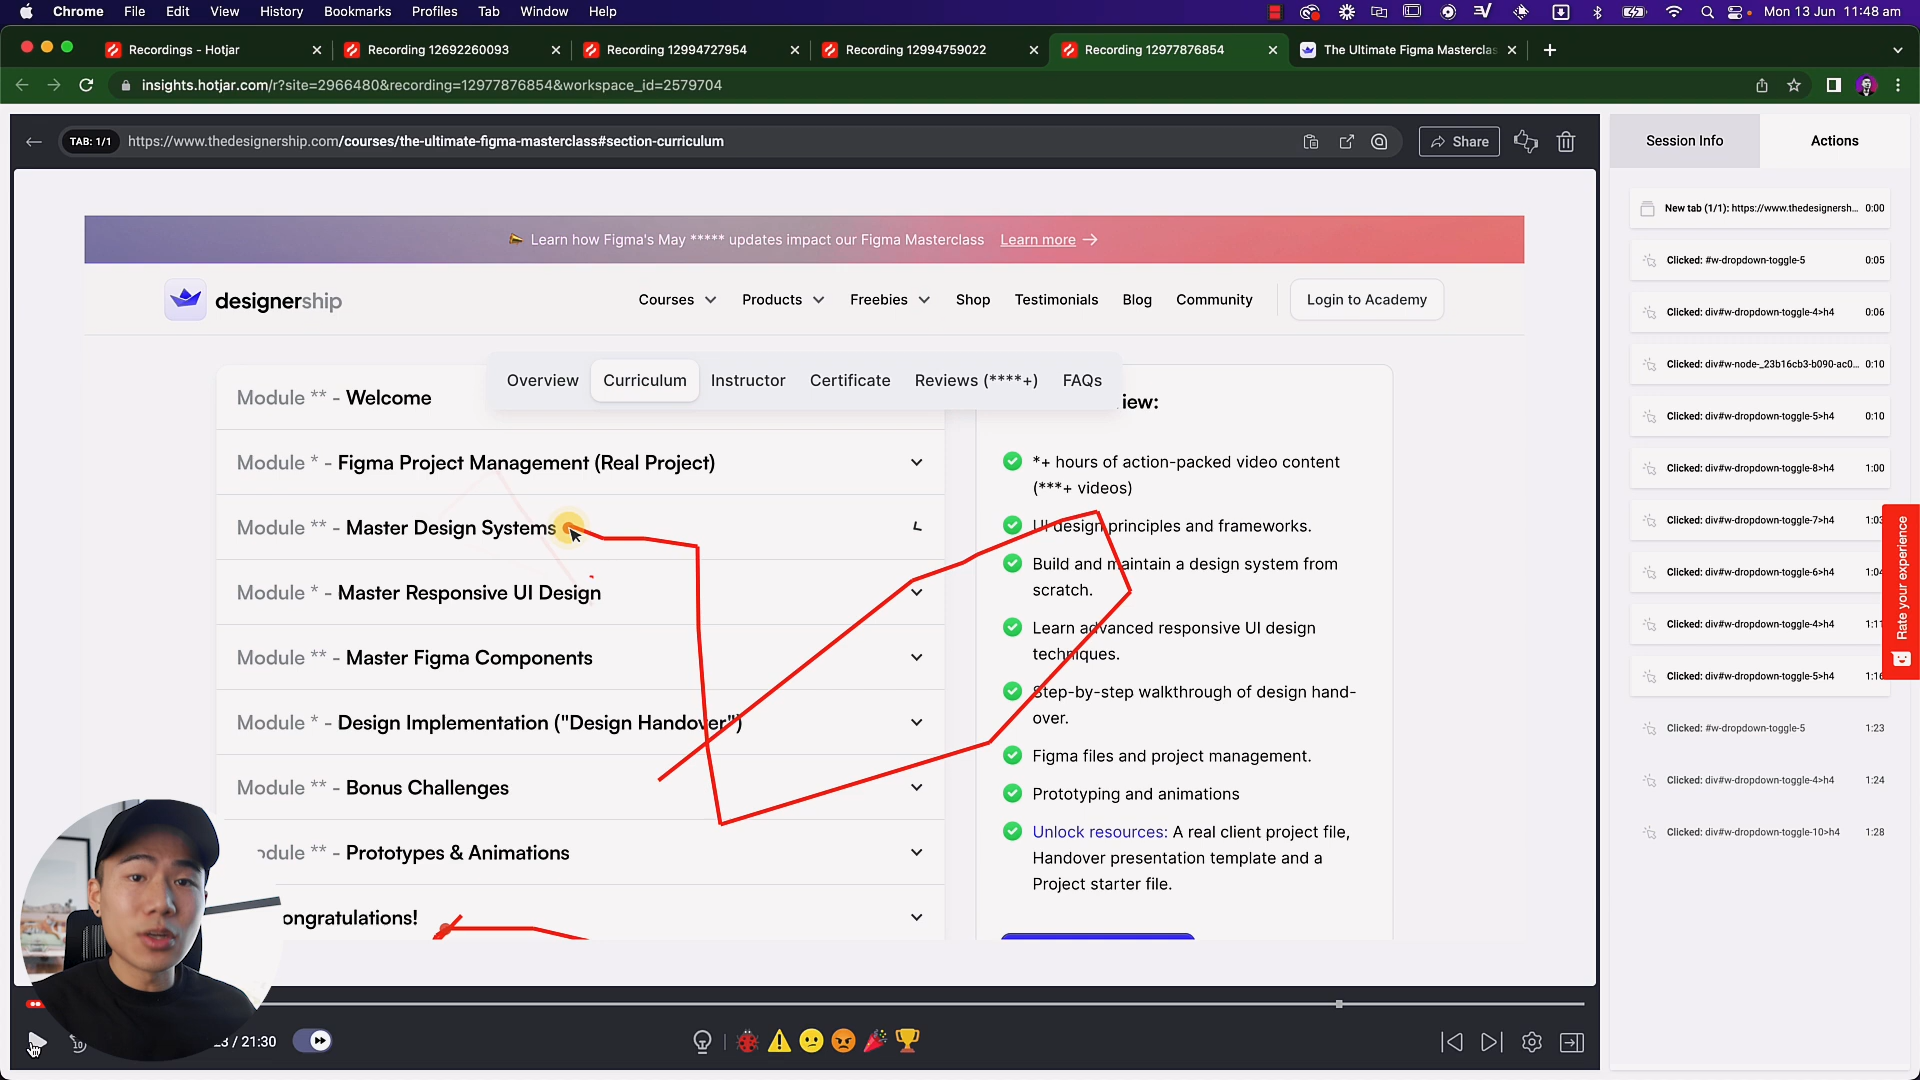 Chrome File Edit View History Bookmarks Profiles Tab Window Help
Mon 13 Jun 11:48 am
Recordings - Hotjar
Recording 12692260093
Recording 12994727954
Recording 12994759022
Recording 12977876854
The Ultimate Figma Masterclas
insights.hotjar.com/r?site=2966480&recording=12977876854&workspace_id=2579704
TAB: 1/1
https://www.thedesignership.com/courses/the-ultimate-figma-masterclass#section-curriculum
Share
Session Info
Actions
Learn how Figma's May ***** updates impact our Figma Masterclass Learn more
designership
Courses
Products
Freebies
Shop
Testimonials
Blog
Community
Login to Academy
Overview
Curriculum
Instructor
Certificate
Reviews (****+)
FAQs
Module ** - Welcome
Module * - Figma Project Management (Real Project)
Module ** - Master Design Systems
Module * - Master Responsive UI Design
Module ** - Master Figma Components
Module * - Design Implementation ("Design Handover")
Module ** - Bonus Challenges
odule ** - Prototypes & Animations
ongratulations!
iew:
*+ hours of action-packed video content
(***+ videos)
UI design principles and frameworks.
Build and maintain a design system from
scratch.
Learn advanced responsive UI design
techniques.
Step-by-step walkthrough of design hand-
over.
Figma files and project management.
Prototyping and animations
Unlock resources: A real client project file,
Handover presentation template and a
Project starter file.
New tab (1/1): https://www.thedesignersh... 0:00
Clicked: #w-dropdown-toggle-5 0:05
Clicked: div#w-dropdown-toggle-4>h4 0:06
Clicked: div#w-node-_23b16cb3-b090-ac0... 0:10
Clicked: div#w-dropdown-toggle-5>h4 0:10
Clicked: div#w-dropdown-toggle-8>h4 1:00
Clicked: div#w-dropdown-toggle-7>h4 1:03
Clicked: div#w-dropdown-toggle-6>h4 1:04
Clicked: div#w-dropdown-toggle-4>h4 1:11
Clicked: div#w-dropdown-toggle-5>h4 1:16
Clicked: #w-dropdown-toggle-5 1:23
Clicked: div#w-dropdown-toggle-4>h4 1:24
Clicked: div#w-dropdown-toggle-10>h4 1:28
Rate your experience
10
23 / 21:30